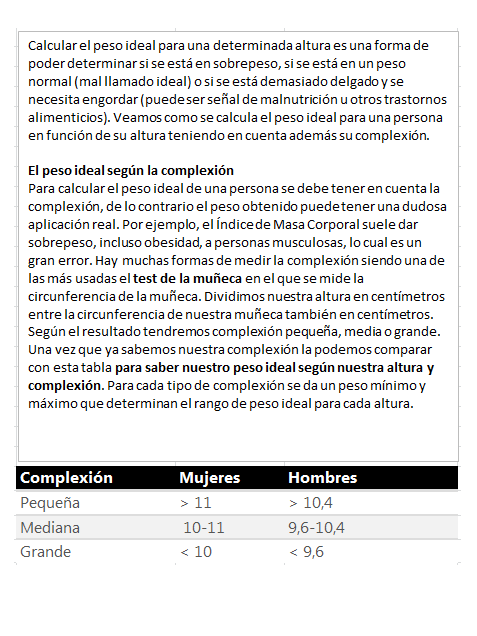 Calcular el peso ideal para una determinada altura es una forma de
poder determinar si se está en sobrepeso, si se está en un peso
normal (mal llamado ideal) o si se está demasiado delgado y se
necesita engordar (puede ser señal de malnutrición u otros trastornos
alimenticios). Veamos como se calcula el peso ideal para una persona
en función de su altura teniendo en cuenta además su complexión.
El peso ideal según la complexión
Para calcular el peso ideal de una persona se debe tener en cuenta la
complexión, de lo contrario el peso obtenido puede tener una dudosa
aplicación real. Por ejemplo, el Índice de Masa Corporal suele dar
sobrepeso, incluso obesidad, a personas musculosas, lo cual es un
gran error. Hay muchas formas de medir la complexión siendo una de
las más usadas el test de la muñeca en el que se mide la
circunferencia de la muñeca. Dividimos nuestra altura en centímetros
entre la circunferencia de nuestra muñeca también en centímetros.
Según el resultado tendremos complexión pequeña, media o grande.
Una vez que ya sabemos nuestra complexión la podemos comparar
con esta tabla para saber nuestro peso ideal según nuestra altura y
complexión. Para cada tipo de complexión se da un peso mínimo y
máximo que determinan el rango de peso ideal para cada altura.
Complexión Mujeres Hombres
Pequeña > 11 > 10,4
Mediana 10-11 9,6-10,4
Grande < 10 < 9,6